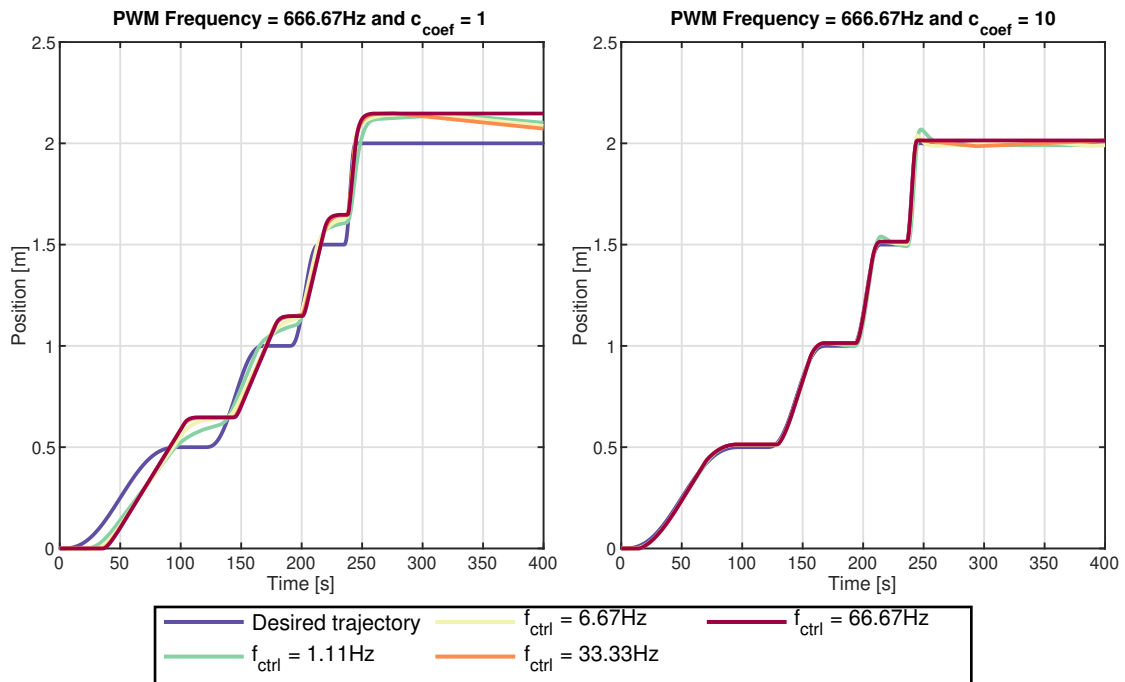 PWM Frequency = 666.67Hz and c_coef = 1
2.5
2
1.5
1
0.5
0
Position [m]
0 50 100 150 200 250 300 350 400
Time [s]
PWM Frequency = 666.67Hz and c_coef = 10
2.5
2
1.5
1
0.5
0
Position [m]
0 50 100 150 200 250 300 350 400
Time [s]
Desired trajectory f_ctrl = 6.67Hz f_ctrl = 66.67Hz
f_ctrl = 1.11Hz f_ctrl = 33.33Hz